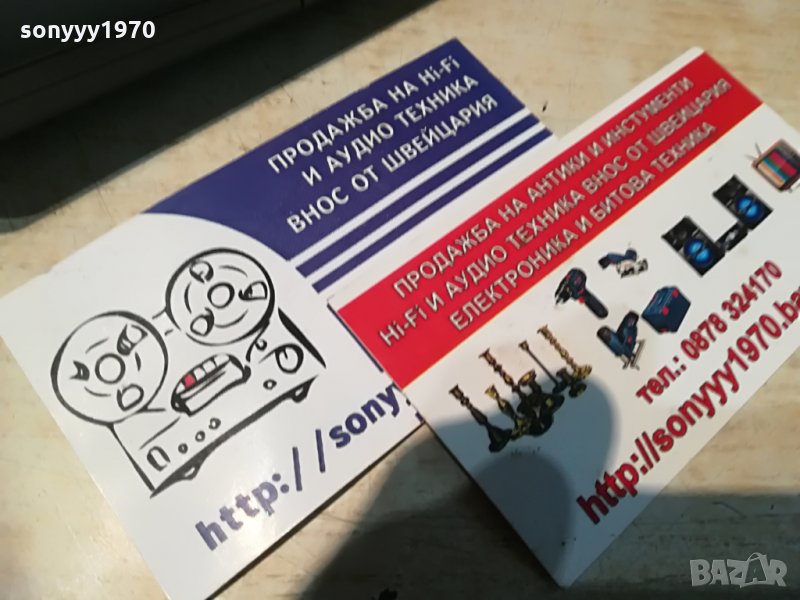 sonyyy1970
ПРОДАЖБА НА Hi-Fi
И АУДИО ТЕХНИКА
ВНОС ОТ ШВЕЙЦАРИЯ
http://sony
ПРОДАЖБА НА АНТИКИ И ИНСТУМЕНТИ
Hi-Fi И АУДИО ТЕХНИКА ВНОС ОТ ШВЕЙЦАРИЯ
ЕЛЕКТРОНИКА И БИТОВА ТЕХНИКА
тел.: 0878 324170
http://sonyyy1970.ba
BAZAR